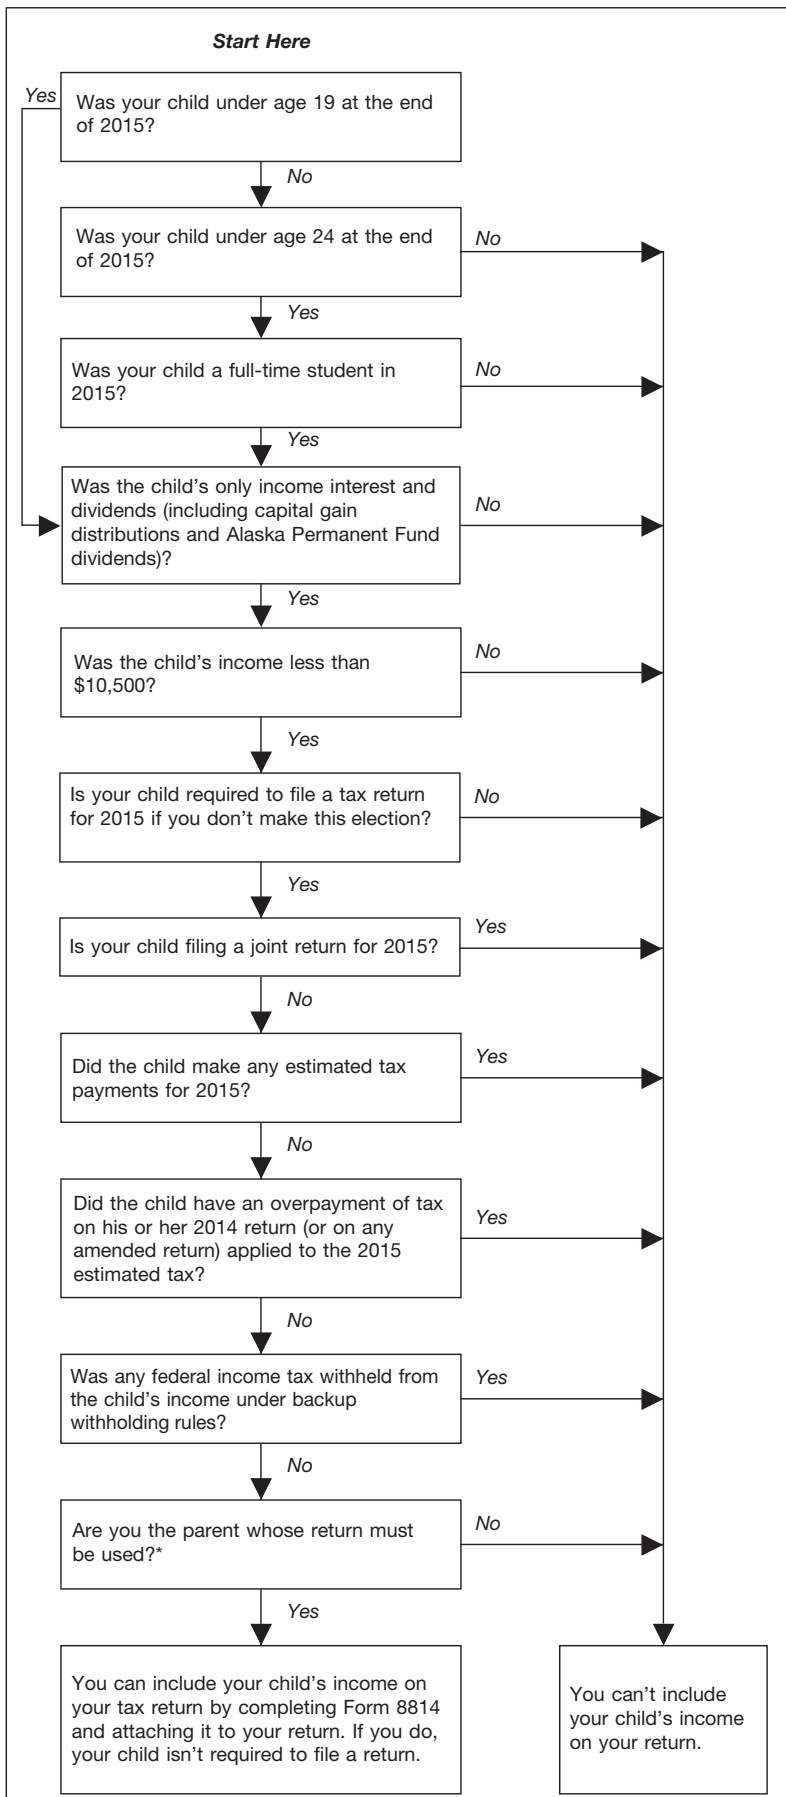 Start Here
Yes
Was your child under age 19 at the end
of 2015?
No
Was your child under age 24 at the end
of 2015?
No
Yes
Was your child a full-time student in
2015?
No
Yes
Was the child's only income interest and
dividends (including capital gain
distributions and Alaska Permanent Fund
dividends)?
No
Yes
Was the child's income less than
$10,500?
No
Yes
Is your child required to file a tax return
for 2015 if you don't make this election?
No
Yes
Is your child filing a joint return for 2015?
Yes
No
Did the child make any estimated tax
payments for 2015?
Yes
No
Did the child have an overpayment of tax
on his or her 2014 return (or on any
amended return) applied to the 2015
estimated tax?
Yes
No
Was any federal income tax withheld from
the child's income under backup
withholding rules?
Yes
No
Are you the parent whose return must
be used?*
No
Yes
You can include your child's income on
your tax return by completing Form 8814
and attaching it to your return. If you do,
your child isn't required to file a return.
You can't include
your child's income
on your return.